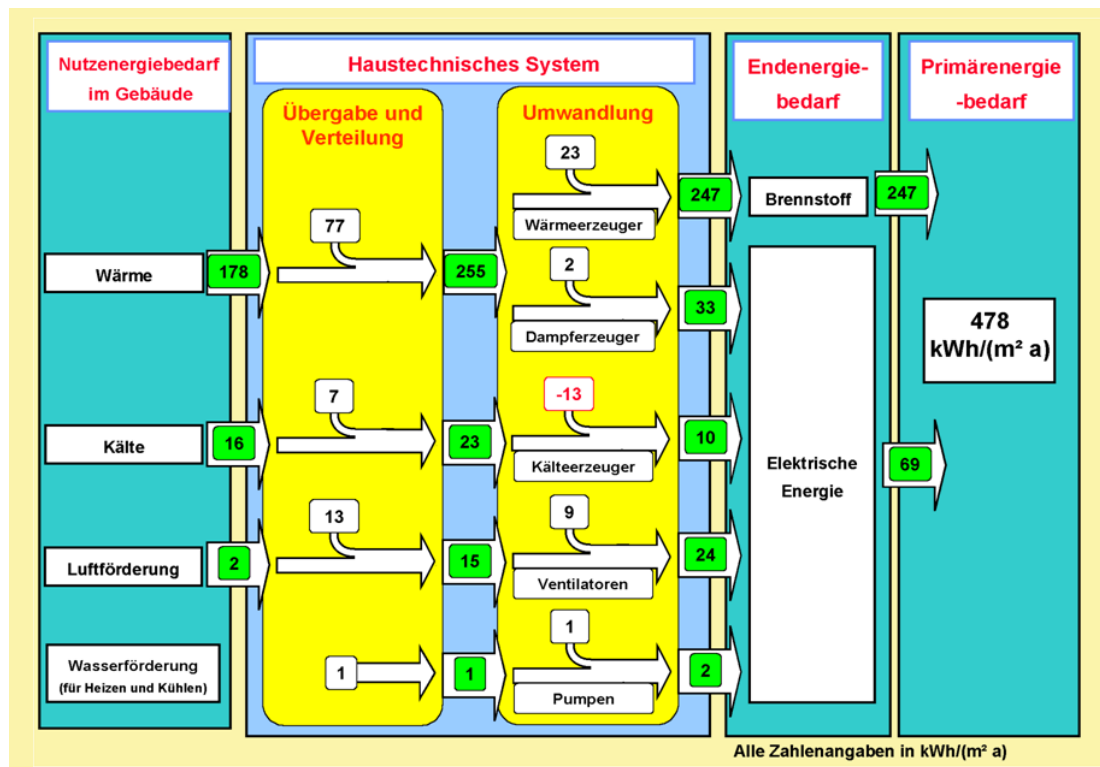 Nutzenergiebedarf
im Gebäude
Haustechnisches System
Endenergie-
bedarf
Primärenergie
-bedarf
Übergabe und
Verteilung
Umwandlung
23
247
Brennstoff
247
Wärmeerzeuger
77
Wärme
178
255
2
33
Dampferzeuger
478
kWh/(m² a)
7
-13
Kälte
16
23
10
Kälteerzeuger
Elektrische
Energie
69
13
9
Luftförderung
2
15
24
Ventilatoren
1
Wasserförderung
(für Heizen und Kühlen)
1
1
2
Pumpen
Alle Zahlenangaben in kWh/(m² a)